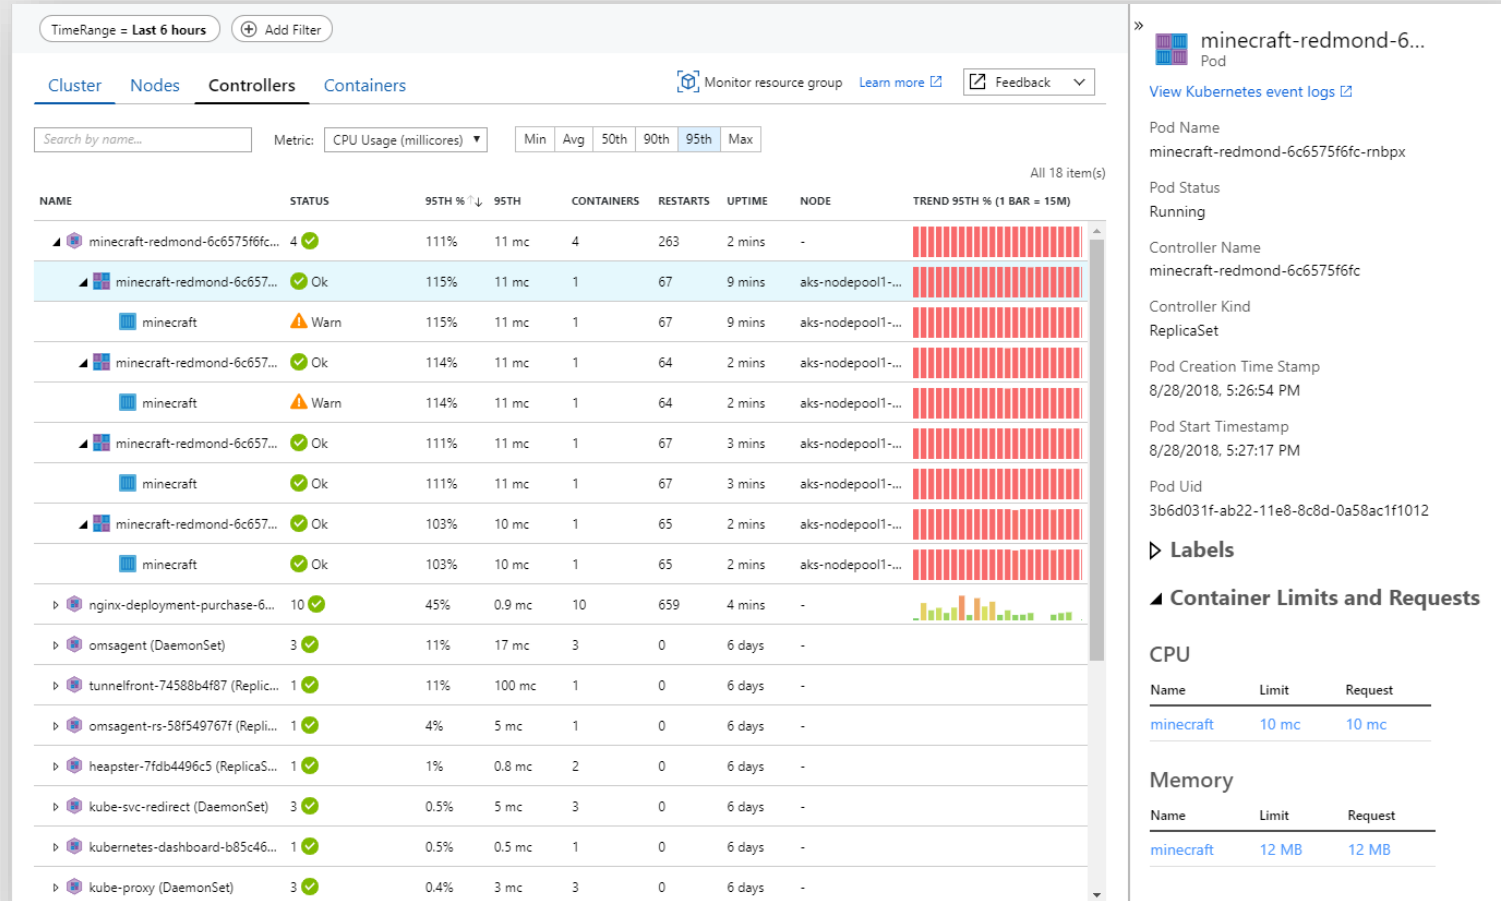 TimeRange = Last 6 hours
Add Filter
Cluster Nodes Controllers Containers
Monitor resource group Learn more Feedback
Search by name...
Metric: CPU Usage (millicores)
Min Avg 50th 90th 95th Max
All 18 item(s)
NAME STATUS 95TH % 95TH CONTAINERS RESTARTS UPTIME NODE TREND 95TH % (1 BAR = 15M)
minecraft-redmond-6c6575f6fc... 4 111% 11 mc 4 263 2 mins -
minecraft-redmond-6c657... Ok 115% 11 mc 1 67 9 mins aks-nodepool1-...
minecraft Warn 115% 11 mc 1 67 9 mins aks-nodepool1-...
minecraft-redmond-6c657... Ok 114% 11 mc 1 64 2 mins aks-nodepool1-...
minecraft Warn 114% 11 mc 1 64 2 mins aks-nodepool1-...
minecraft-redmond-6c657... Ok 111% 11 mc 1 67 3 mins aks-nodepool1-...
minecraft Ok 111% 11 mc 1 67 3 mins aks-nodepool1-...
minecraft-redmond-6c657... Ok 103% 10 mc 1 65 2 mins aks-nodepool1-...
minecraft Ok 103% 10 mc 1 65 2 mins aks-nodepool1-...
nginx-deployment-purchase-6... 10 45% 0.9 mc 10 659 4 mins -
omsagent (DaemonSet) 3 11% 17 mc 3 0 6 days -
tunnelfront-74588b4f87 (Replic... 1 11% 100 mc 1 0 6 days -
omsagent-rs-58f549767f (Repli... 1 4% 5 mc 1 0 6 days -
heapster-7fdb4496c5 (ReplicaS... 1 1% 0.8 mc 2 0 6 days -
kube-svc-redirect (DaemonSet) 3 0.5% 5 mc 3 0 6 days -
kubernetes-dashboard-b85c46... 1 0.5% 0.5 mc 1 0 6 days -
kube-proxy (DaemonSet) 3 0.4% 3 mc 3 0 6 days -
minecraft-redmond-6...
Pod
View Kubernetes event logs
Pod Name
minecraft-redmond-6c6575f6fc-rnbpx
Pod Status
Running
Controller Name
minecraft-redmond-6c6575f6fc
Controller Kind
ReplicaSet
Pod Creation Time Stamp
8/28/2018, 5:26:54 PM
Pod Start Timestamp
8/28/2018, 5:27:17 PM
Pod Uid
3b6d031f-ab22-11e8-8c8d-0a58ac1f1012
Labels
Container Limits and Requests
CPU
Name Limit Request
minecraft 10 mc 10 mc
Memory
Name Limit Request
minecraft 12 MB 12 MB